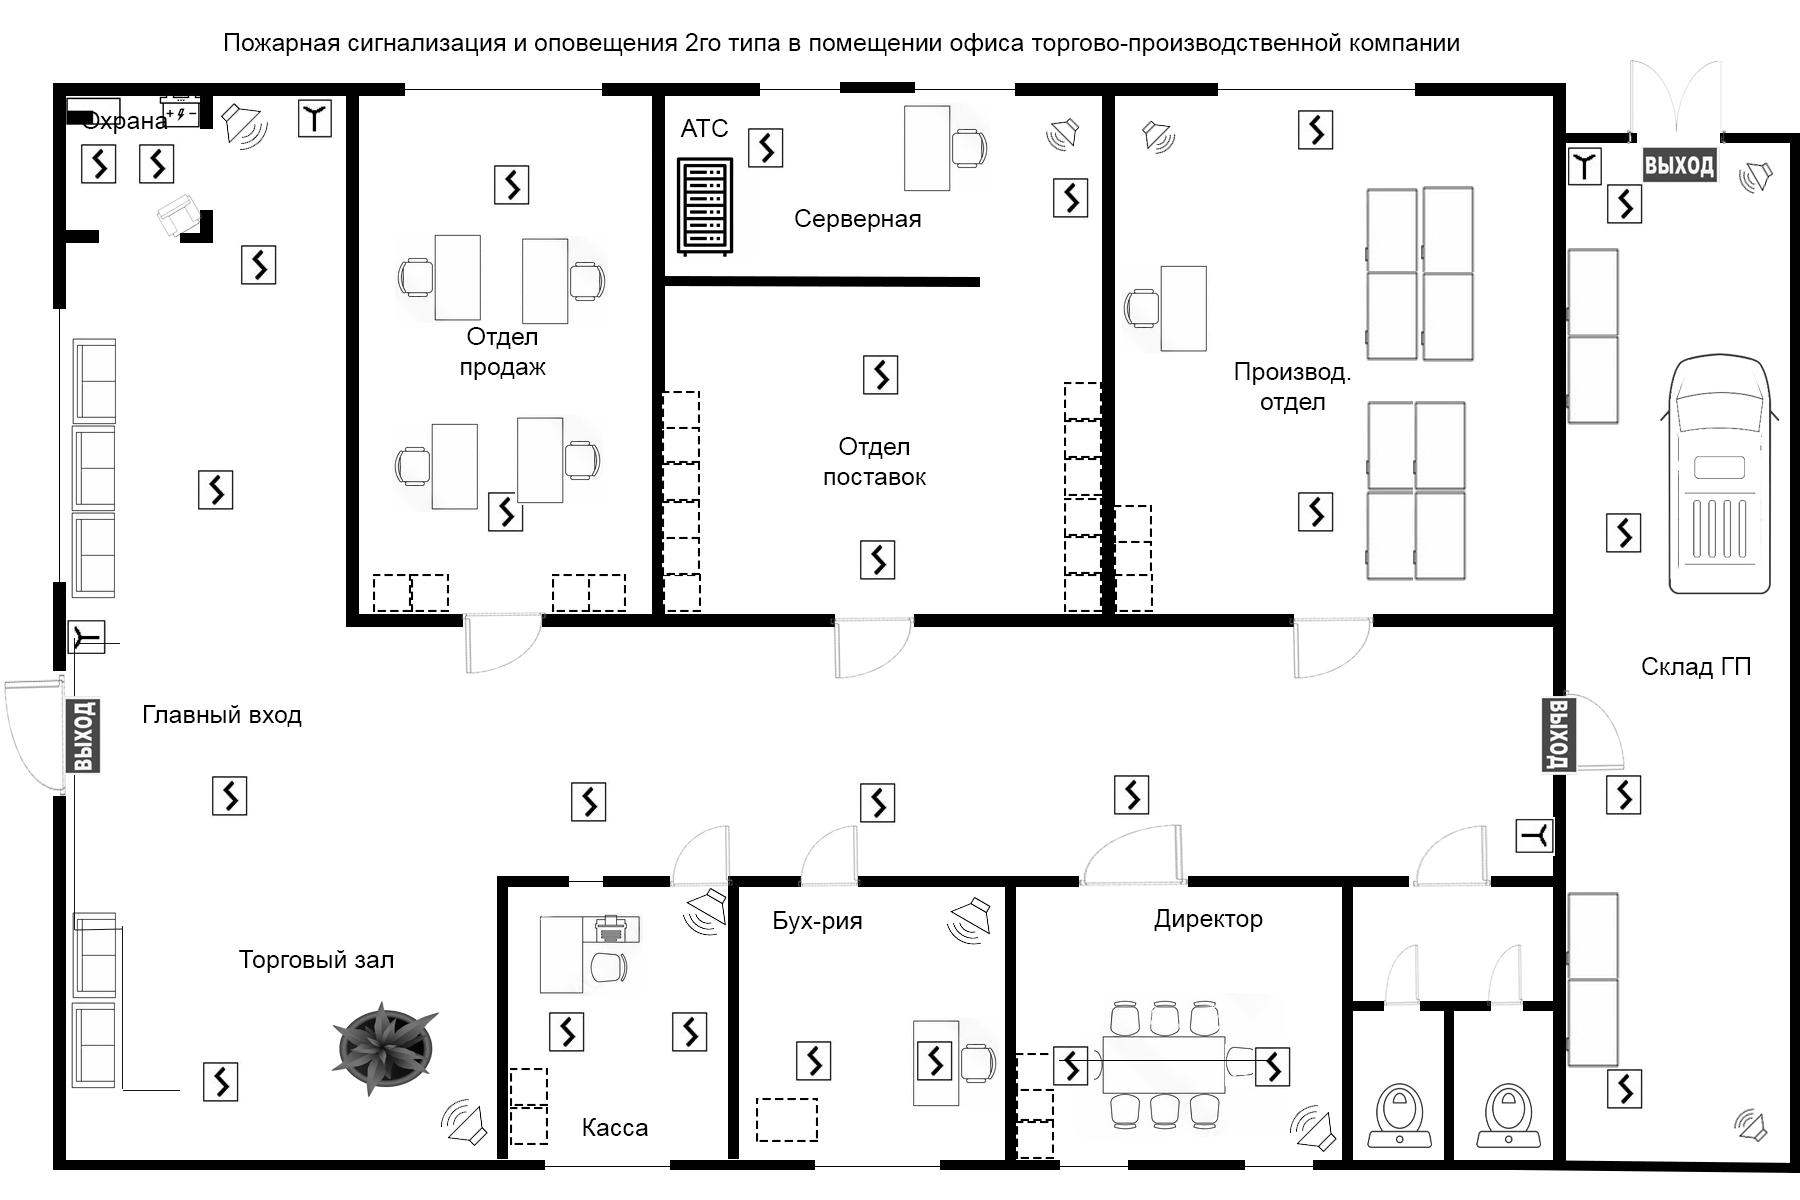 Пожарная сигнализация и оповещения 2го типа в помещении офиса торгово-производственной компании
Охрана
АТС
ВЫХОД
Серверная
Отдел
продаж
Производ.
отдел
Отдел
поставок
Склад ГП
Главный вход
ВЫХОД
ВЫХОД
Торговый зал
Бух-рия
Директор
Касса